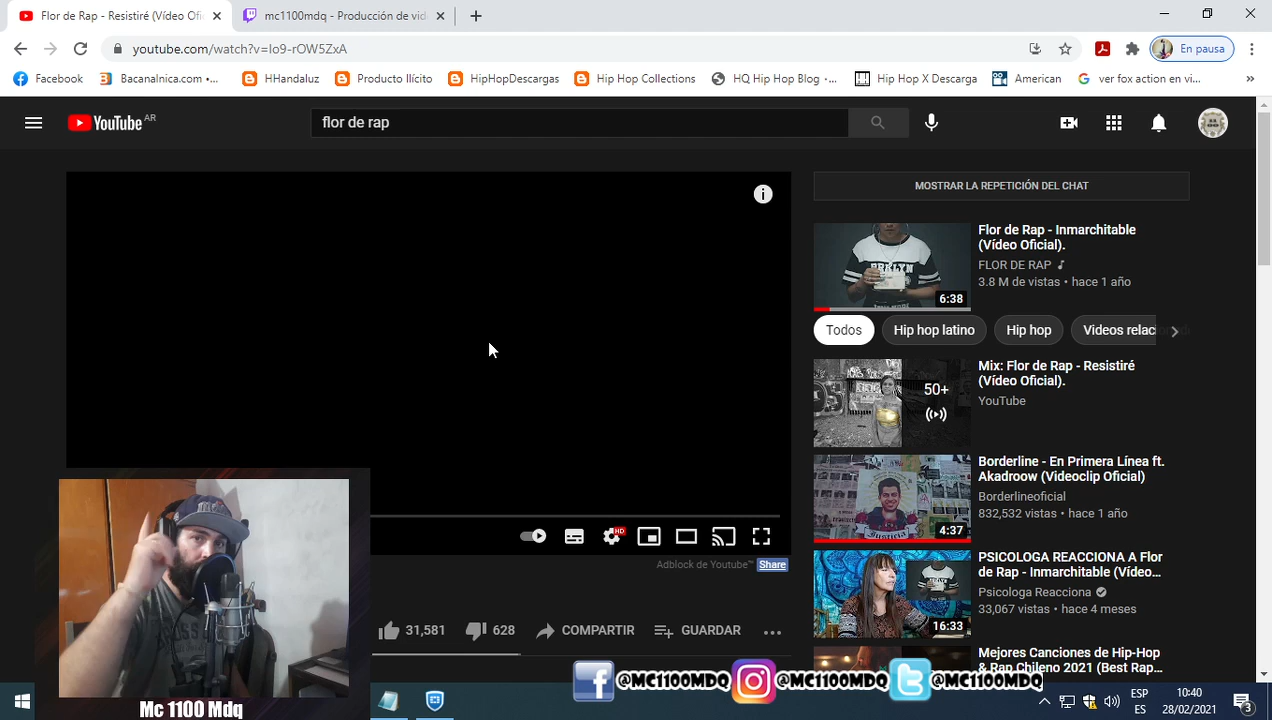 Flor de Rap - Resistiré (Vídeo Ofi
mc1100mdq - Producción de vid
youtube.com/watch?v=Io9-rOW5ZxA
En pausa
Facebook
Bacanalnica.com •...
HHandaluz
Producto Ilícito
HipHopDescargas
Hip Hop Collections
HQ Hip Hop Blog -...
Hip Hop X Descarga
American
ver fox action en vi...
YouTube AR
flor de rap
MOSTRAR LA REPETICIÓN DEL CHAT
Flor de Rap - Inmarchitable
(Vídeo Oficial).
FLOR DE RAP
3.8 M de vistas • hace 1 año
6:38
Todos
Hip hop latino
Hip hop
Videos relac
Mix: Flor de Rap - Resistiré
(Vídeo Oficial).
YouTube
50+
Borderline - En Primera Línea ft.
Akadroow (Videoclip Oficial)
Borderlineoficial
832,532 vistas • hace 1 año
4:37
HD
Adblock de Youtube™ Share
PSICOLOGA REACCIONA A Flor
de Rap - Inmarchitable (Vídeo...
Psicologa Reacciona
33,067 vistas • hace 4 meses
16:33
31,581
628
COMPARTIR
GUARDAR
Mejores Canciones de Hip-Hop
& Rap Chileno 2021 (Best Rap...
@MC1100MDQ
@MC1100MDQ
@MC1100MDQ
Mc 1100 Mdq
ESP
ES
10:40
28/02/2021
3